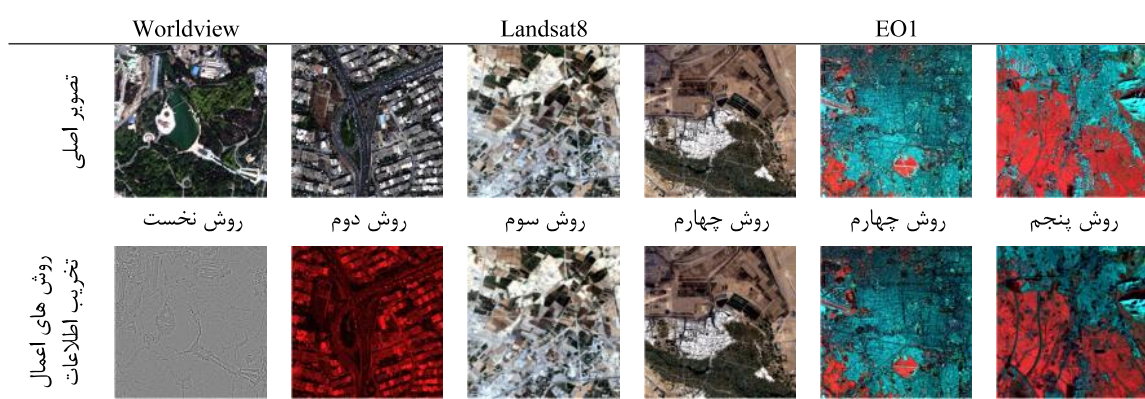 Worldview Landsat8 EO1
تصویر اصلی
روش نخست روش دوم روش سوم روش چهارم روش چهارم روش پنجم
روش های اعمال
تخریب اطلاعات